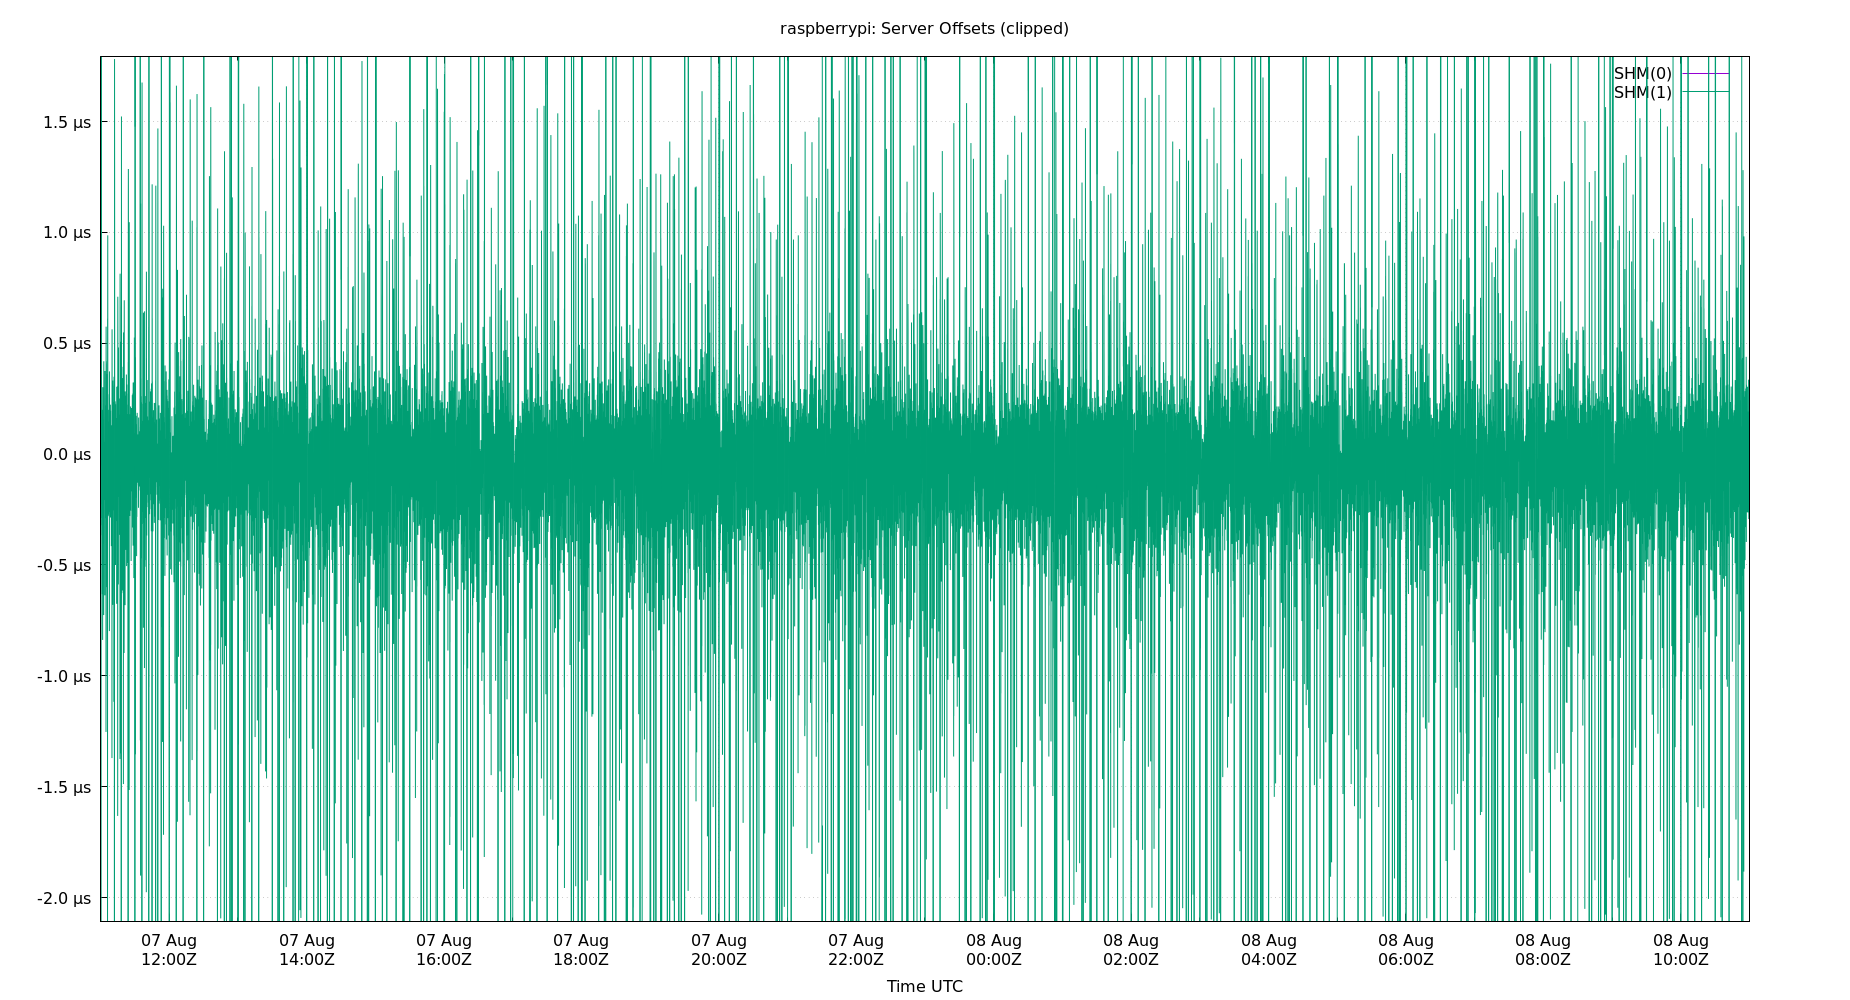 raspberrypi: Server Offsets (clipped)
SHM(0)
SHM(1)
1.5 µs
1.0 µs
0.5 µs
0.0 µs
-0.5 µs
-1.0 µs
-1.5 µs
-2.0 µs
07 Aug 07 Aug 07 Aug 07 Aug 07 Aug 07 Aug 08 Aug 08 Aug 08 Aug 08 Aug 08 Aug 08 Aug
12:00Z 14:00Z 16:00Z 18:00Z 20:00Z 22:00Z 00:00Z 02:00Z 04:00Z 06:00Z 08:00Z 10:00Z
Time UTC